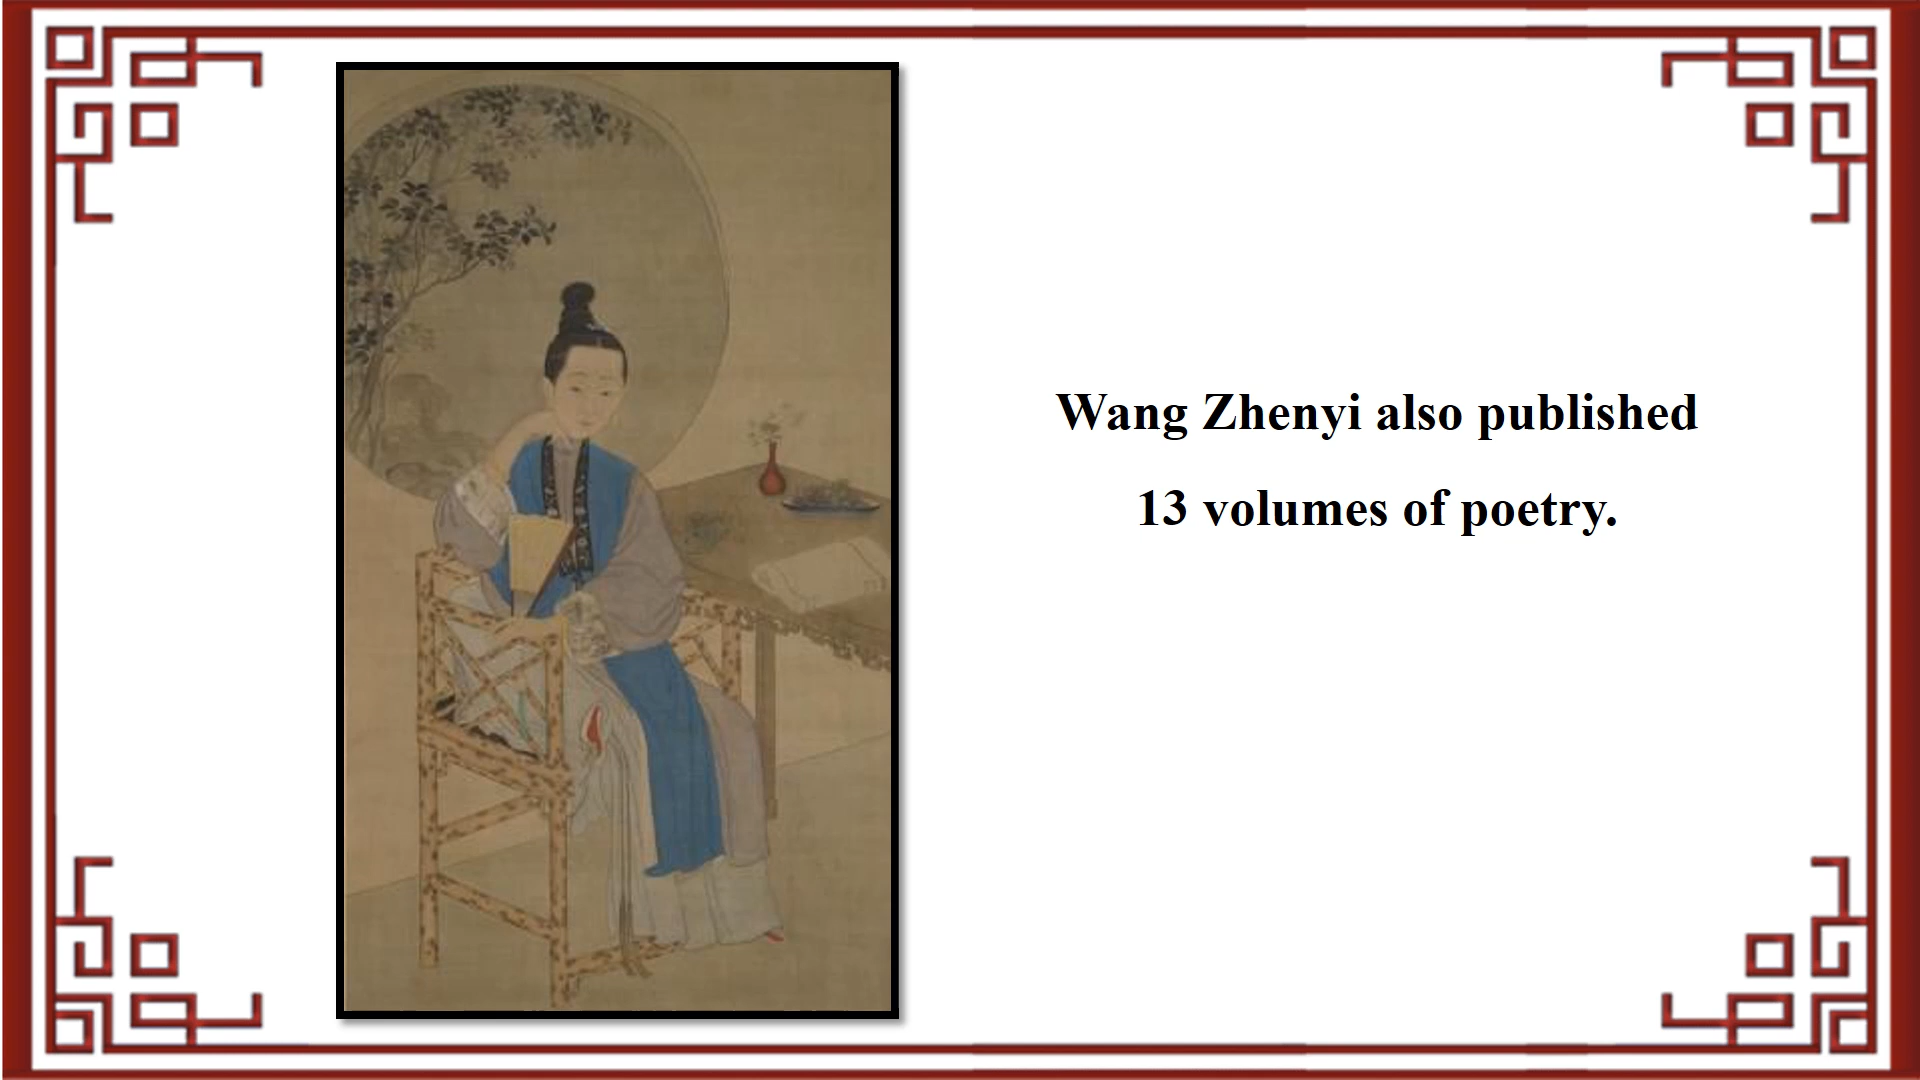 Wang Zhenyi also published
13 volumes of poetry.